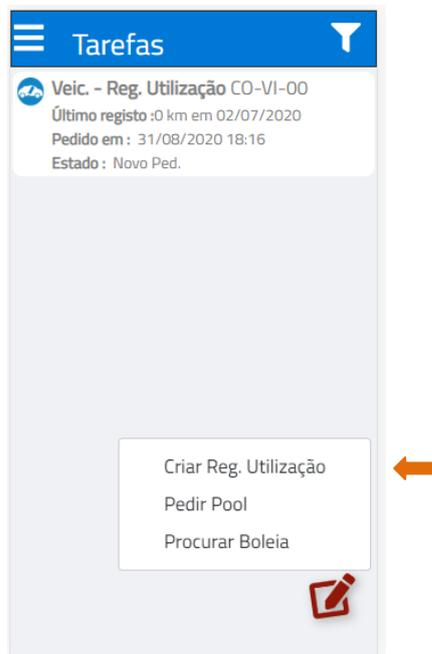 Tarefas
Veic. - Reg. Utilização CO-VI-00
Último registo :0 km em 02/07/2020
Pedido em : 31/08/2020 18:16
Estado : Novo Ped.
Criar Reg. Utilização
Pedir Pool
Procurar Boleia